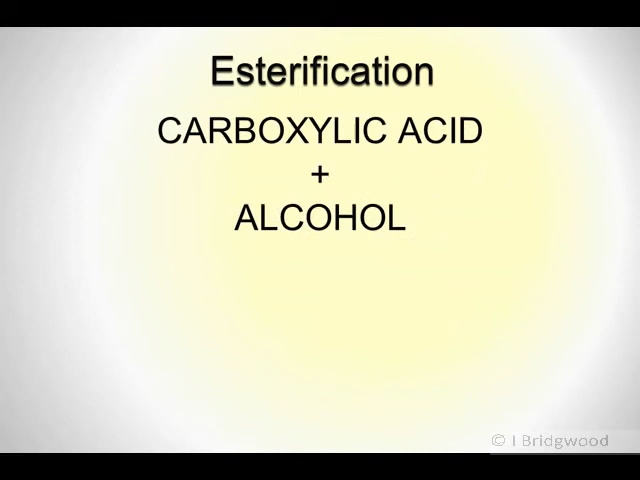 Esterification
CARBOXYLIC ACID
+
ALCOHOL
© I Bridgwood